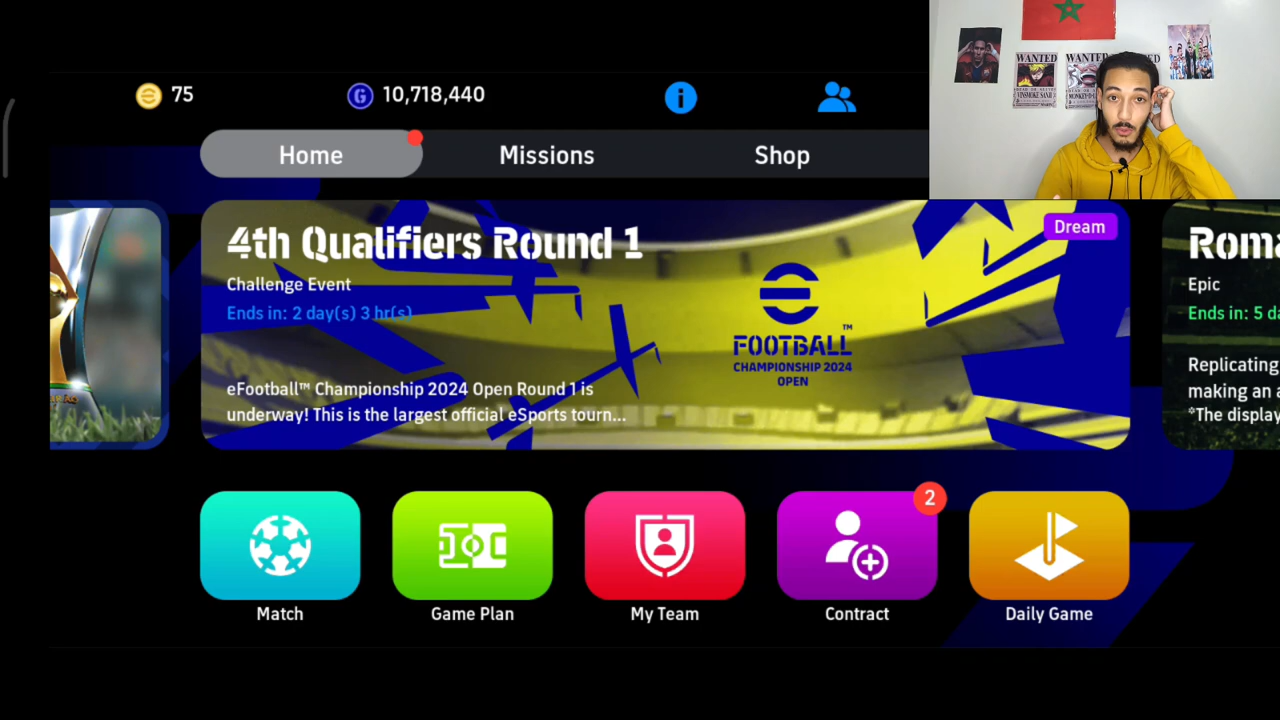 75
10,718,440
Home
Missions
Shop
4th Qualifiers Round 1
Challenge Event
Ends in: 2 day(s) 3 hr(s)
Dream
FOOTBALL™
CHAMPIONSHIP 2024
OPEN
eFootball™ Championship 2024 Open Round 1 is
underway! This is the largest official eSports tourn...
Roma
Epic
Ends in: 5 da
Replicating
making an a
*The display
Match
Game Plan
My Team
2
Contract
Daily Game
WANTED
WANTED
VINSMOKE SANJI